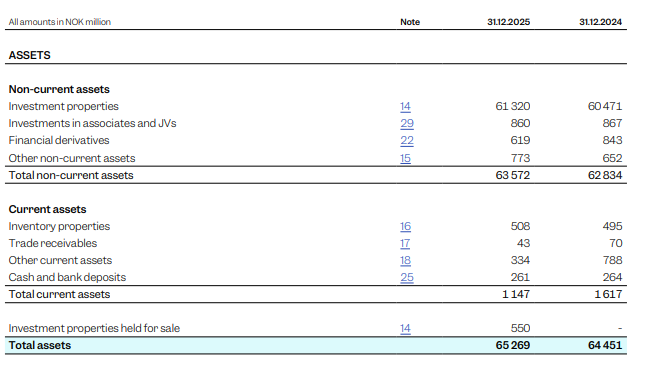 All amounts in NOK million Note 31.12.2025 31.12.2024
ASSETS
Non-current assets
Investment properties 14 61 320 60 471
Investments in associates and JVs 29 860 867
Financial derivatives 22 619 843
Other non-current assets 15 773 652
Total non-current assets 63 572 62 834
Current assets
Inventory properties 16 508 495
Trade receivables 17 43 70
Other current assets 18 334 788
Cash and bank deposits 25 261 264
Total current assets 1 147 1 617
Investment properties held for sale 14 550 -
Total assets 65 269 64 451